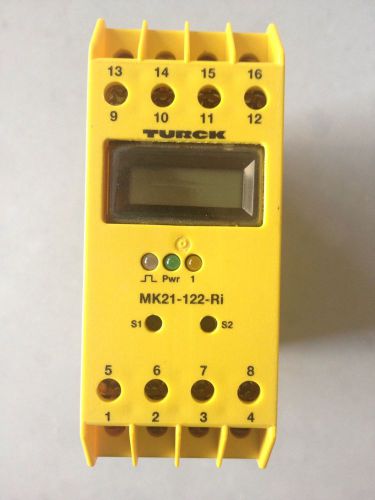 13 14 15 16
9 10 11 12
TURCK
Pwr 1
MK21-122-Ri
S1 S2
5 6 7 8
1 2 3 4